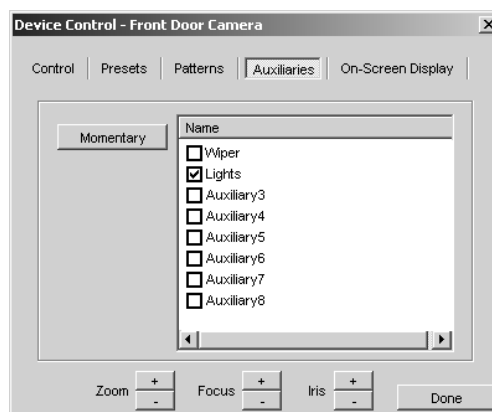 Device Control - Front Door Camera
Control Presets Patterns Auxiliaries On-Screen Display
Momentary
Name
Wiper
Lights
Auxiliary3
Auxiliary4
Auxiliary5
Auxiliary6
Auxiliary7
Auxiliary8
Zoom + - Focus + - Iris + - Done